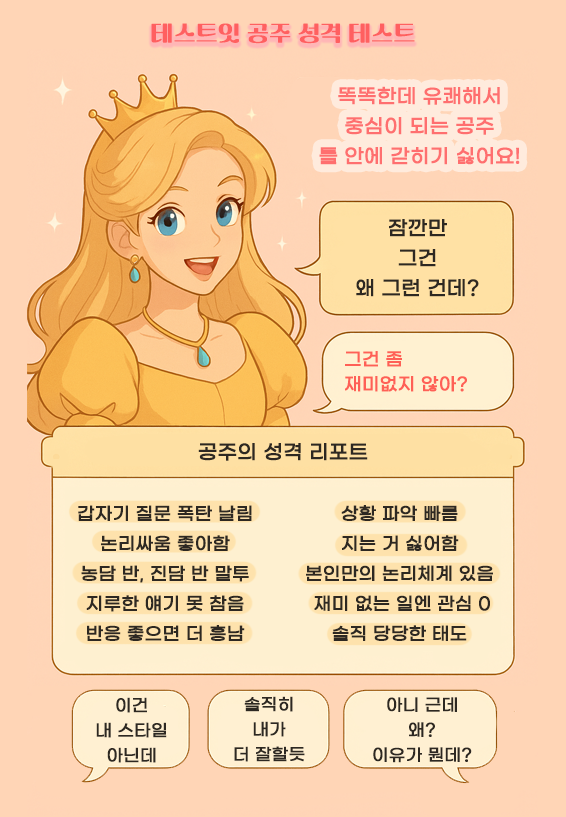 테스트잇 공주 성격 테스트
똑똑한데 유쾌해서
중심이 되는 공주
틀 안에 갇히기 싫어요!
잠깐만
그건
왜 그런 건데?
그건 좀
재미없지 않아?
공주의 성격 리포트
갑자기 질문 폭탄 날림
논리싸움 좋아함
농담 반, 진담 반 말투
지루한 얘기 못 참음
반응 좋으면 더 흥남
상황 파악 빠름
지는 거 싫어함
본인만의 논리체계 있음
재미 없는 일엔 관심 0
솔직 당당한 태도
이건
내 스타일
아닌데
솔직히
내가
더 잘할듯
아니 근데
왜?
이유가 뭔데?